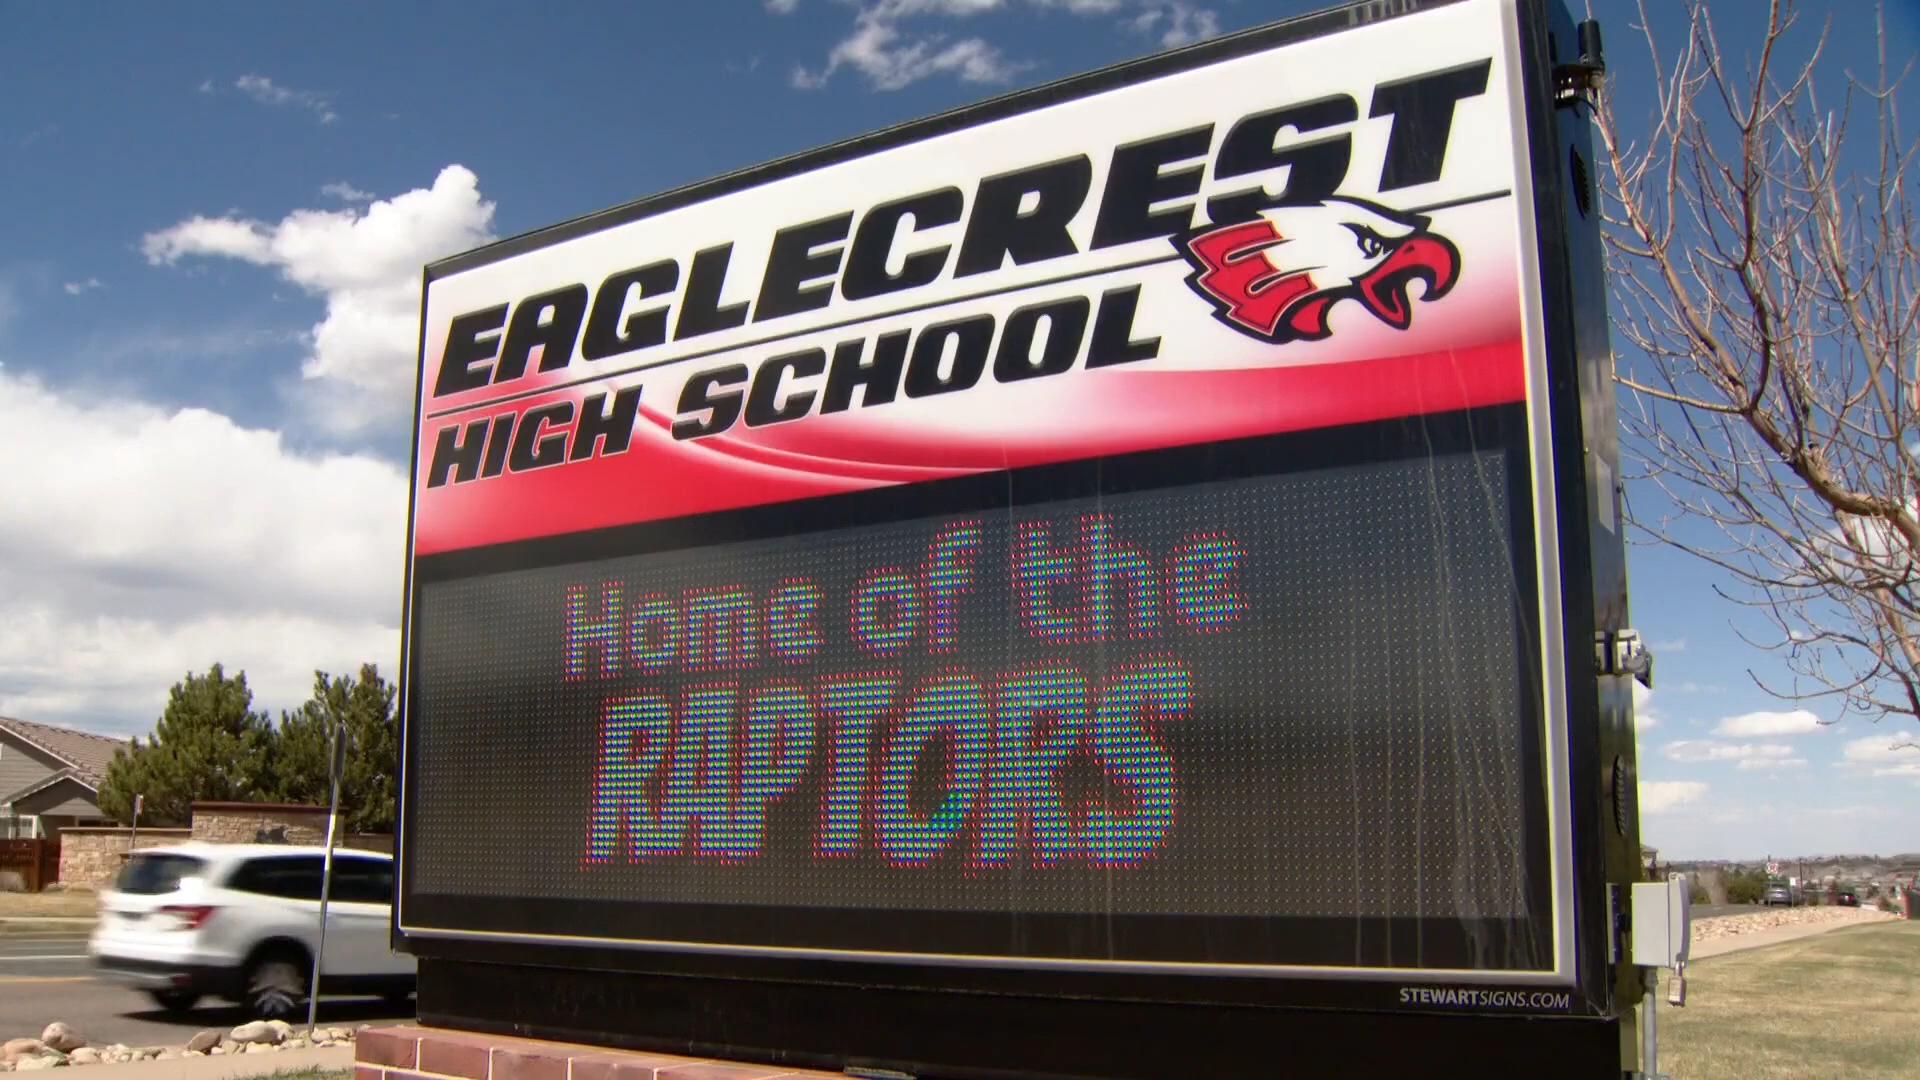 EAGLECREST
HIGH SCHOOL
E
Home of the
RAPTORS
STEWARTSIGNS.COM